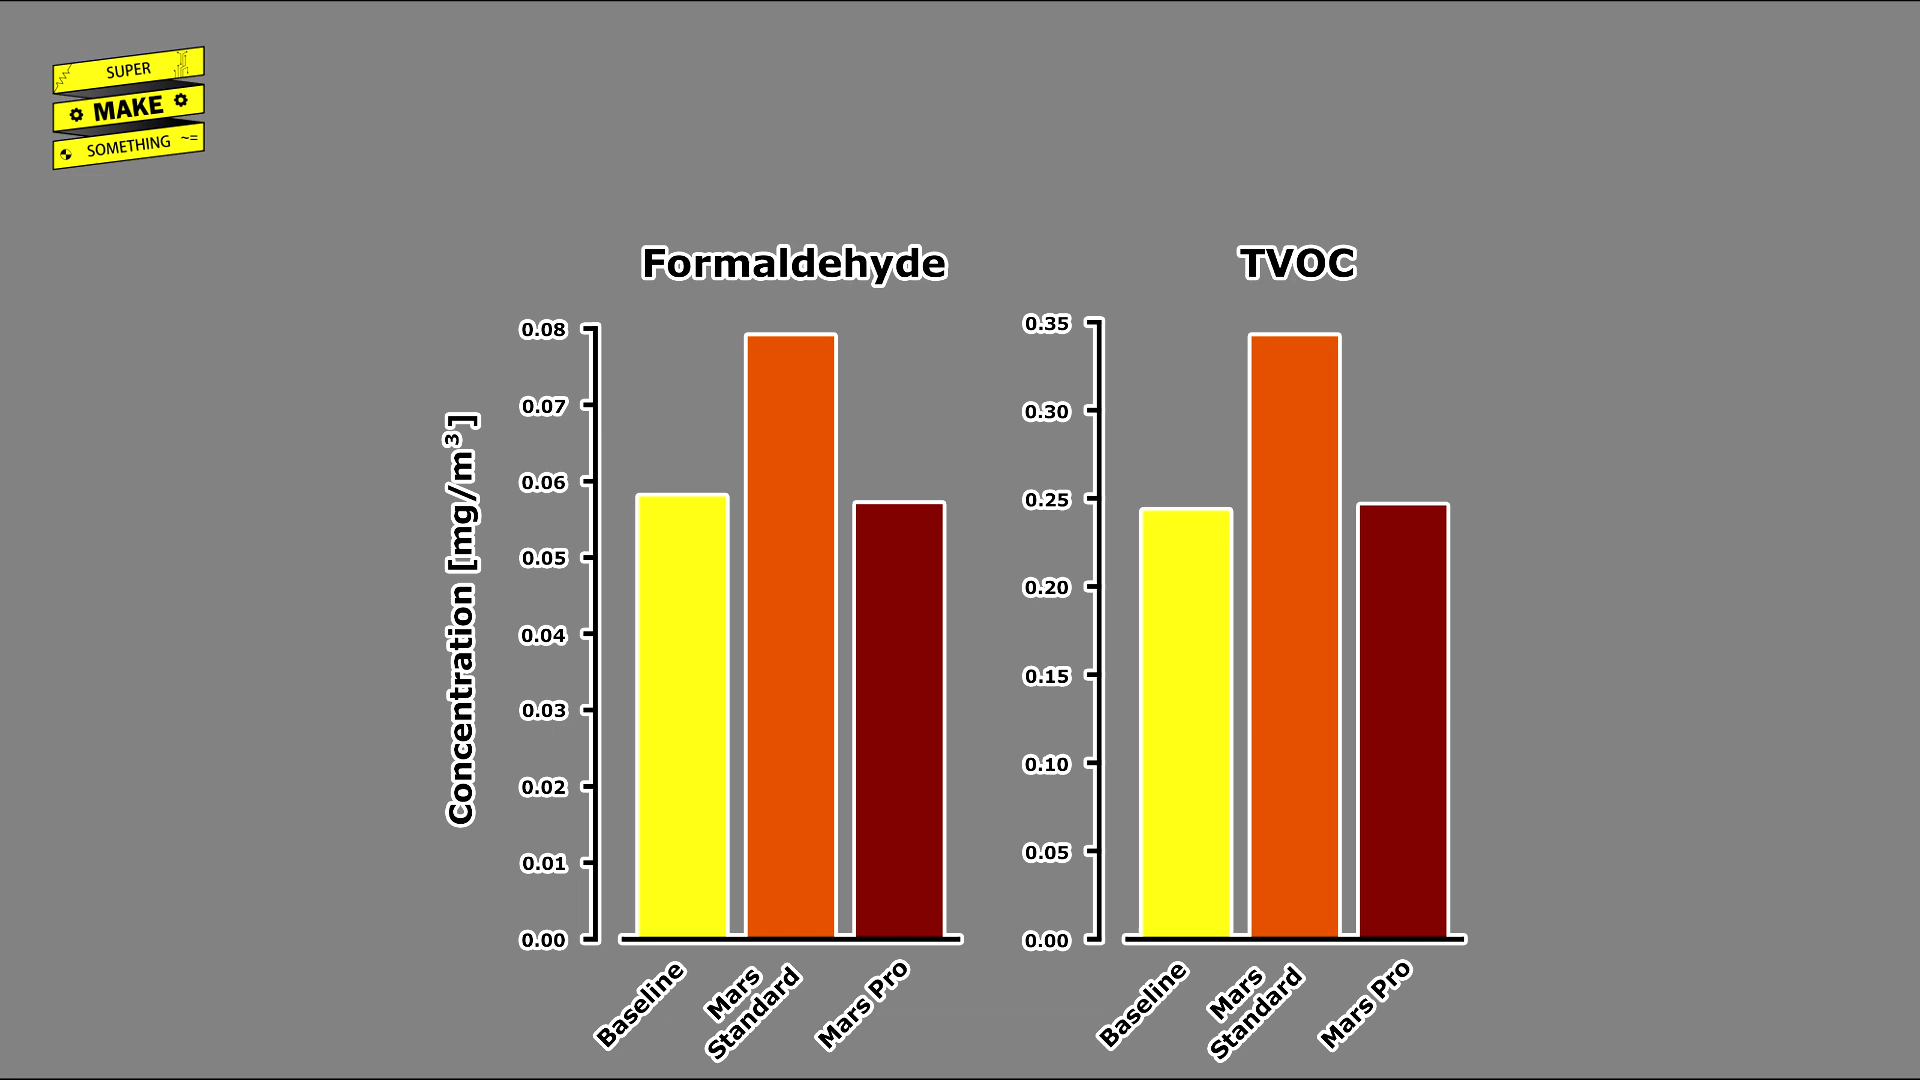 SUPER
MAKE
SOMETHING ~=
Formaldehyde
TVOC
Concentration [mg/m³]
0.08
0.07
0.06
0.05
0.04
0.03
0.02
0.01
0.00
0.35
0.30
0.25
0.20
0.15
0.10
0.05
0.00
Baseline
Mars
Standard
Mars Pro
Baseline
Mars
Standard
Mars Pro